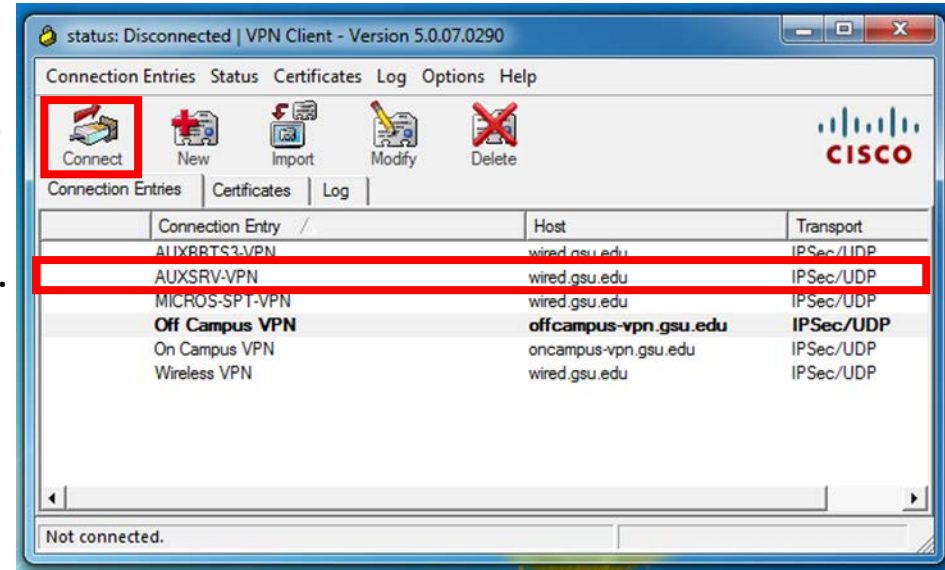 status: Disconnected | VPN Client - Version 5.0.07.0290
Connection Entries Status Certificates Log Options Help
Connect New Import Modify Delete
CISCO
Connection Entries Certificates Log
Connection Entry Host Transport
AUXBRTS3-VPN wired.gsu.edu IPSec/UDP
AUXSRV-VPN wired.gsu.edu IPSec/UDP
MICROS-SPT-VPN wired.gsu.edu IPSec/UDP
Off Campus VPN offcampus-vpn.gsu.edu IPSec/UDP
On Campus VPN oncampus-vpn.gsu.edu IPSec/UDP
Wireless VPN wired.gsu.edu IPSec/UDP
Not connected.